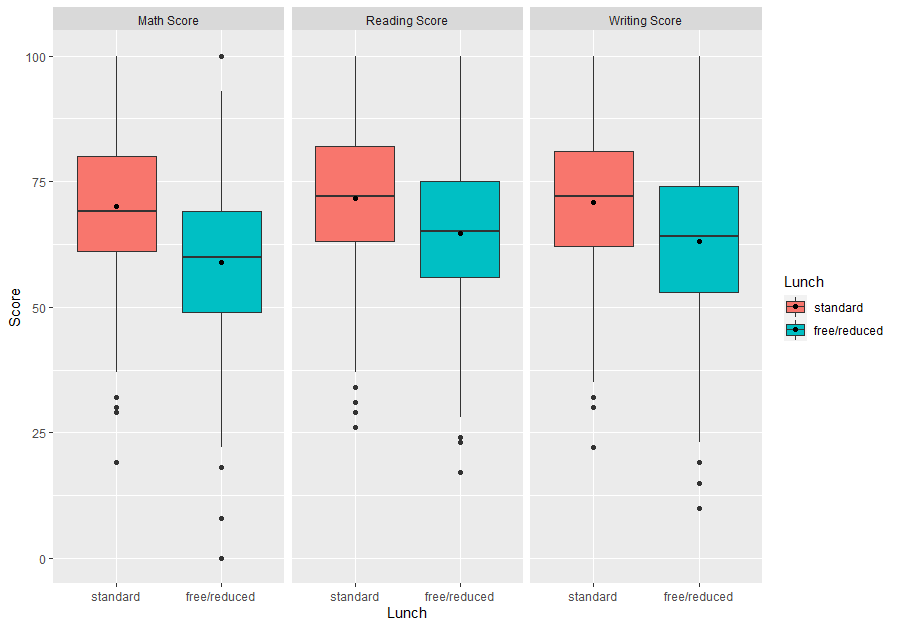 Math Score
Reading Score
Writing Score
100
75
50
25
0
Score
standard
free/reduced
standard
free/reduced
standard
free/reduced
Lunch
Lunch
standard
free/reduced